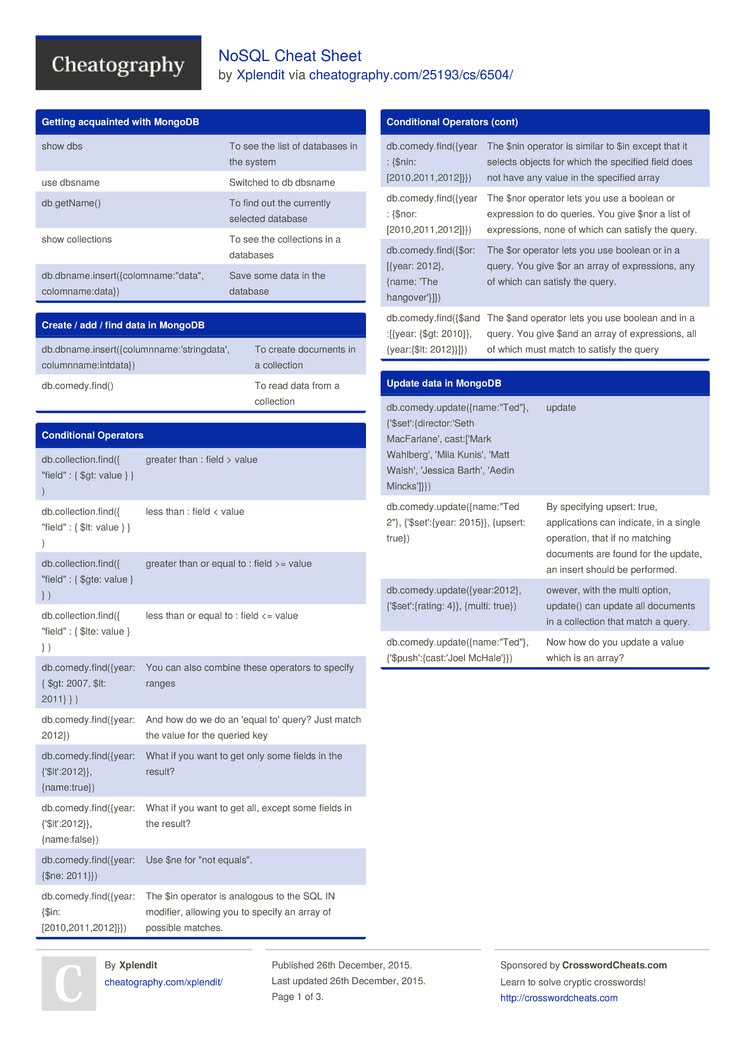 Cheatography
NoSQL Cheat Sheet
by Xplendit via cheatography.com/25193/cs/6504/
Getting acquainted with MongoDB
show dbs
To see the list of databases in
the system
use dbsname
Switched to db dbsname
db.getName()
To find out the currently
selected database
show collections
To see the collections in a
databases
db.dbname.insert({colomname:"data",
colomname:data})
Save some data in the
database
Create / add / find data in MongoDB
db.dbname.insert({columnname:'stringdata',
columnname:intdata})
To create documents in
a collection
db.comedy.find()
To read data from a
collection
Conditional Operators
db.collection.find({
"field" : { $gt: value } }
)
greater than : field > value
db.collection.find({
"field" : { $lt: value } }
)
less than : field < value
db.collection.find({
"field" : { $gte: value }
} )
greater than or equal to : field >= value
db.collection.find({
"field" : { $lte: value }
} )
less than or equal to : field <= value
db.comedy.find({year:
{ $gt: 2007, $lt:
2011} } )
You can also combine these operators to specify
ranges
db.comedy.find({year:
2012})
And how do we do an 'equal to' query? Just match
the value for the queried key
db.comedy.find({year:
{'$lt':2012}},
{name:true})
What if you want to get only some fields in the
result?
db.comedy.find({year:
{'$lt':2012}},
{name:false})
What if you want to get all, except some fields in
the result?
db.comedy.find({year:
{$ne: 2011}})
Use $ne for "not equals".
db.comedy.find({year:
{$in:
[2010,2011,2012]}})
The $in operator is analogous to the SQL IN
modifier, allowing you to specify an array of
possible matches.
Conditional Operators (cont)
db.comedy.find({year
: {$nin:
[2010,2011,2012]}})
The $nin operator is similar to $in except that it
selects objects for which the specified field does
not have any value in the specified array
db.comedy.find({year
: {$nor:
[2010,2011,2012]}})
The $nor operator lets you use a boolean or
expression to do queries. You give $nor a list of
expressions, none of which can satisfy the query.
db.comedy.find({$or:
[{year: 2012},
{name: 'The
hangover'}]})
The $or operator lets you use boolean or in a
query. You give $or an array of expressions, any
of which can satisfy the query.
db.comedy.find({$and
:[{year: {$gt: 2010}},
{year:{$lt: 2012}}]})
The $and operator lets you use boolean and in a
query. You give $and an array of expressions, all
of which must match to satisfy the query
Update data in MongoDB
db.comedy.update({name:"Ted"},
{'$set':{director:'Seth
MacFarlane', cast:['Mark
Wahlberg', 'Mila Kunis', 'Matt
Walsh', 'Jessica Barth', 'Aedin
Mincks']}})
update
db.comedy.update({name:"Ted
2"}, {'$set':{year: 2015}}, {upsert:
true})
By specifying upsert: true,
applications can indicate, in a single
operation, that if no matching
documents are found for the update,
an insert should be performed.
db.comedy.update({year:2012},
{'$set':{rating: 4}}, {multi: true})
owever, with the multi option,
update() can update all documents
in a collection that match a query.
db.comedy.update({name:"Ted"},
{'$push':{cast:'Joel McHale'}})
Now how do you update a value
which is an array?
C
By Xplendit
cheatography.com/xplendit/
Published 26th December, 2015.
Last updated 26th December, 2015.
Page 1 of 3.
Sponsored by CrosswordCheats.com
Learn to solve cryptic crosswords!
http://crosswordcheats.com